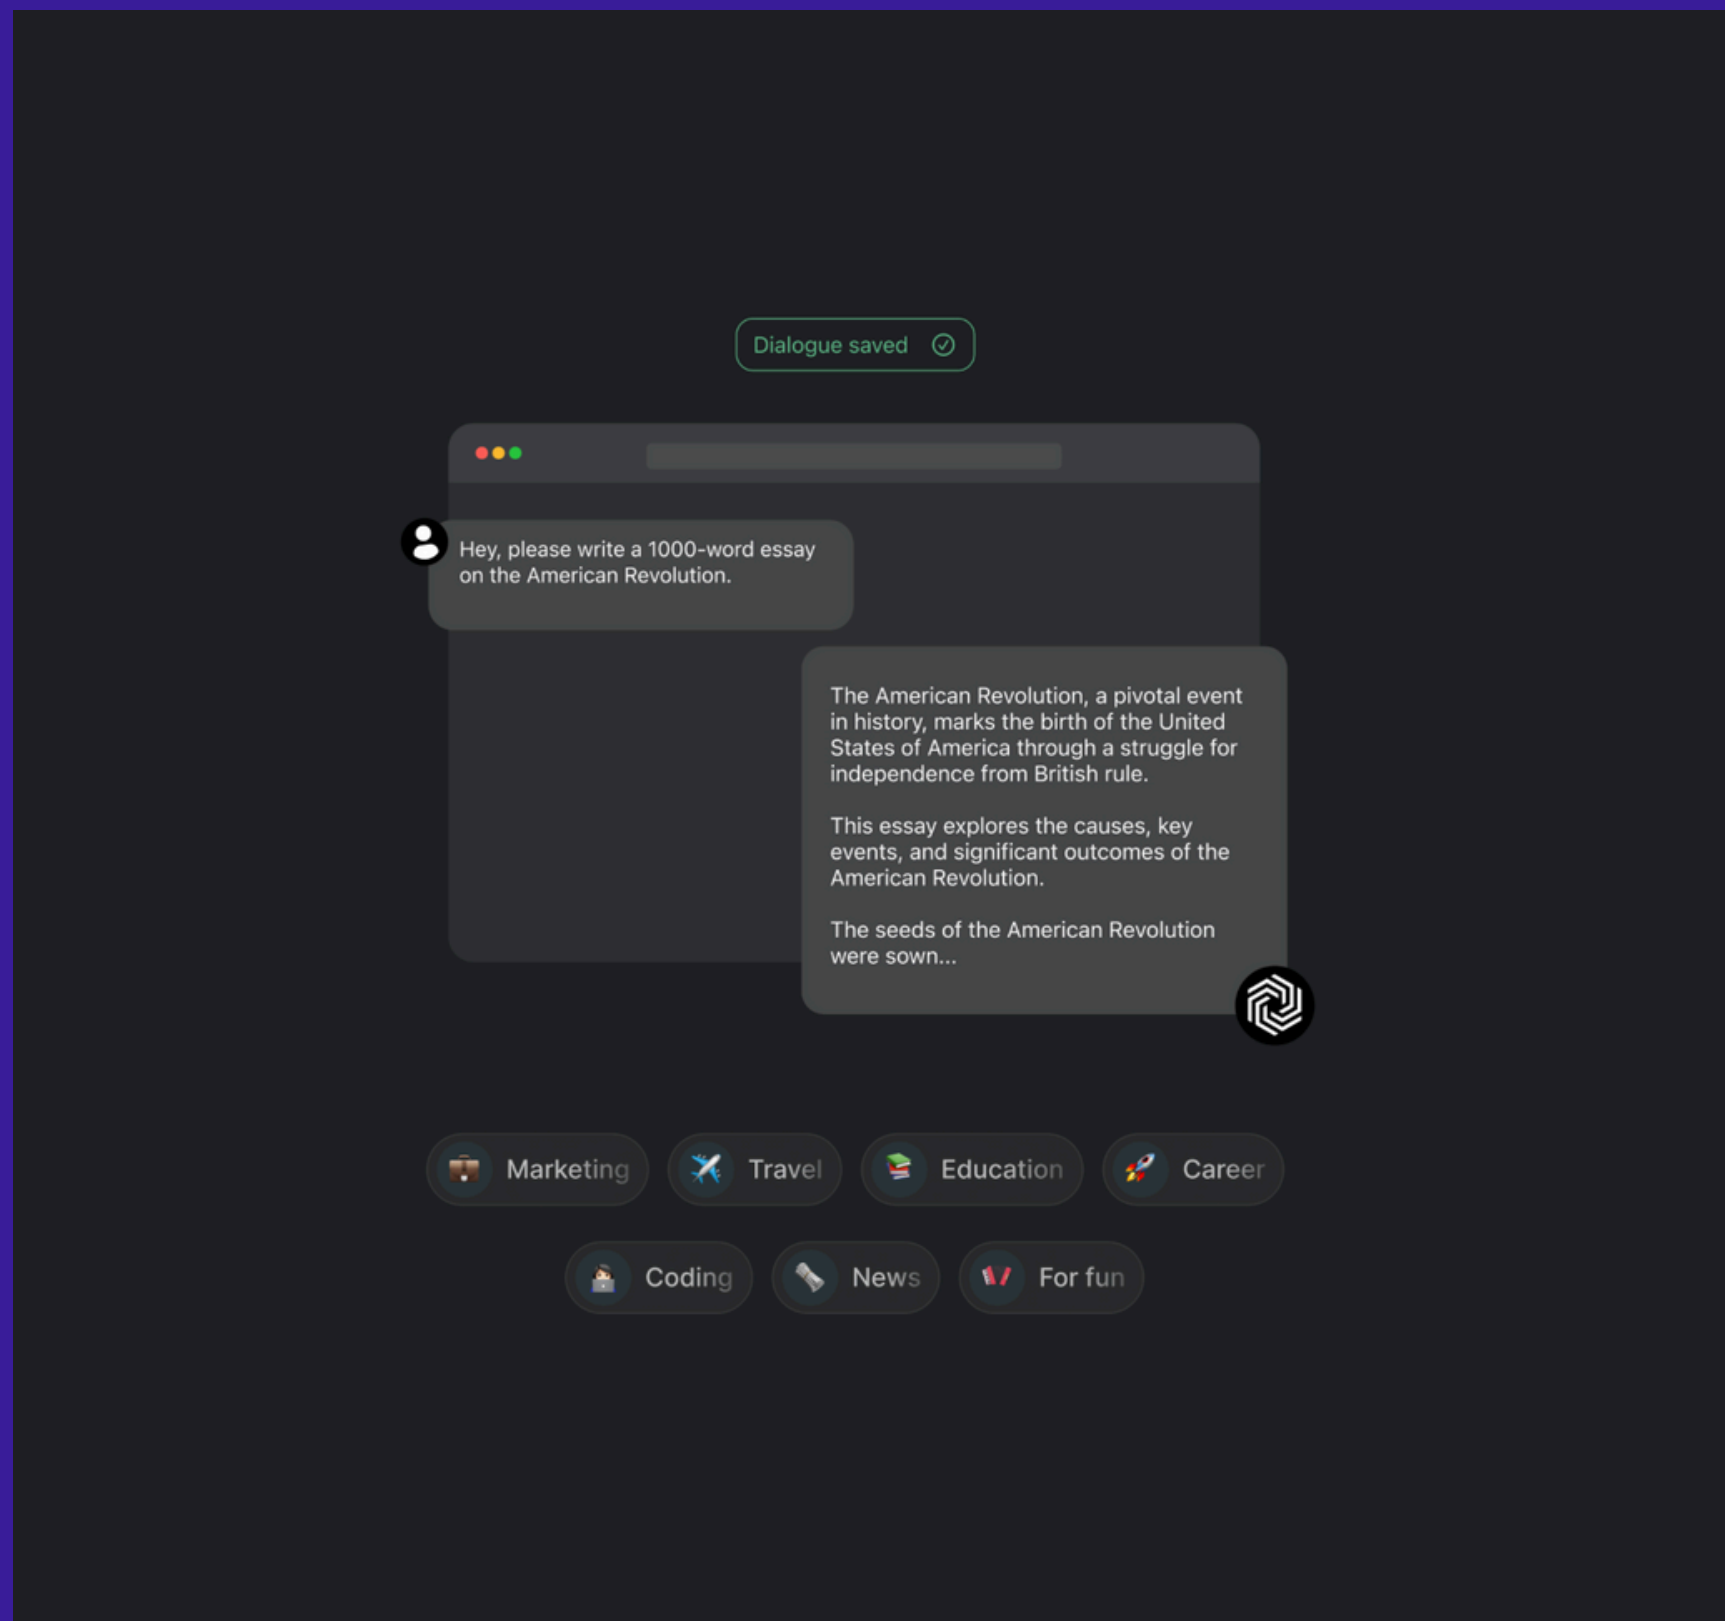 Dialogue saved
Hey, please write a 1000-word essay
on the American Revolution.
The American Revolution, a pivotal event
in history, marks the birth of the United
States of America through a struggle for
independence from British rule.
This essay explores the causes, key
events, and significant outcomes of the
American Revolution.
The seeds of the American Revolution
were sown...
Marketing
Travel
Education
Career
Coding
News
For fun